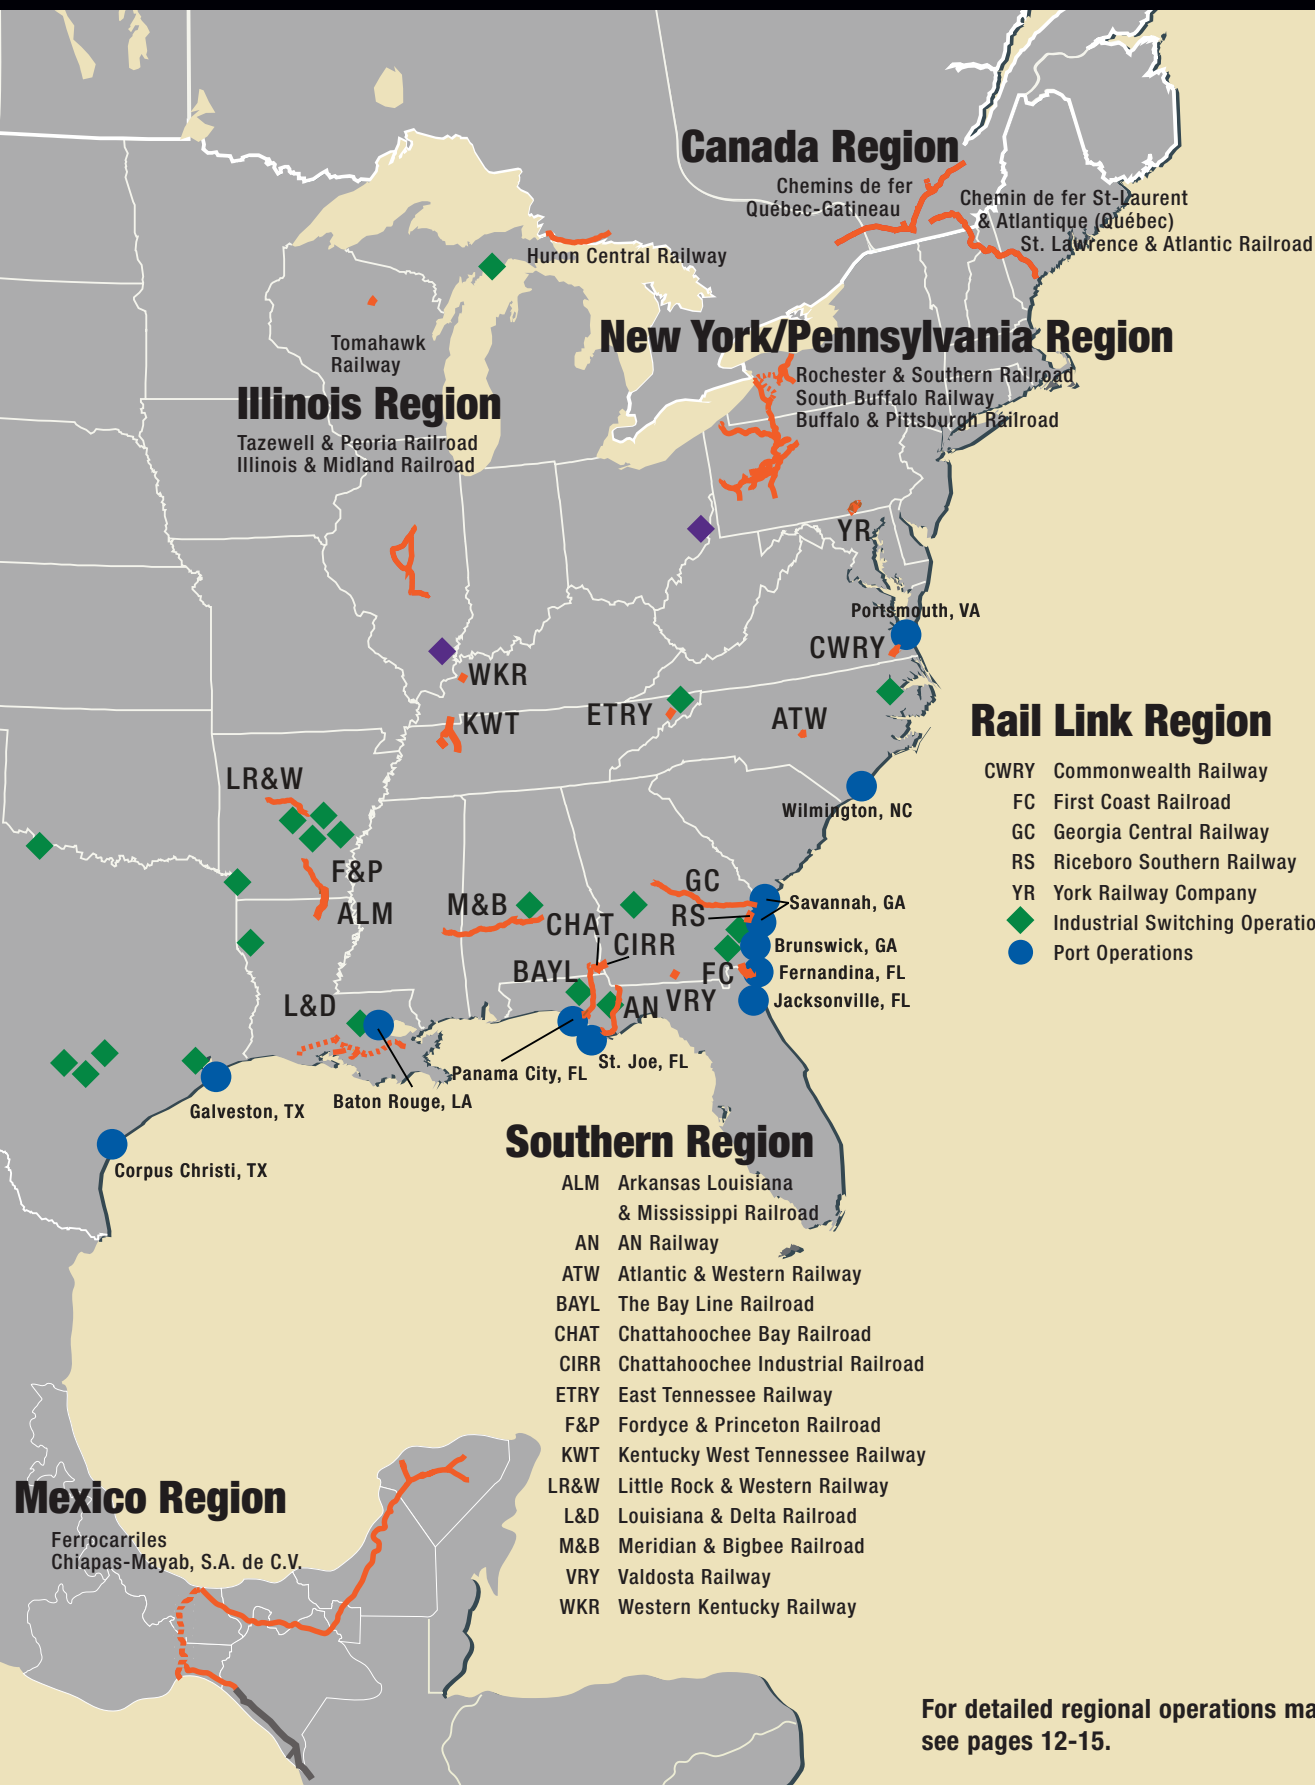 Canada Region
Chemins de fer
Québec-Gatineau
Chemin de fer St-Laurent
& Atlantique (Québec)
St. Lawrence & Atlantic Railroad
Huron Central Railway
Tomahawk
Railway
New York/Pennsylvania Region
Rochester & Southern Railroad
South Buffalo Railway
Buffalo & Pittsburgh Railroad
Illinois Region
Tazewell & Peoria Railroad
Illinois & Midland Railroad
YR
Portsmouth, VA
CWRY
WKR
KWT
ETRY
ATW
LR&W
Wilmington, NC
F&P
ALM
M&B
CHAT
CIRR
BAYL
GC
RS
Savannah, GA
Brunswick, GA
FC
Fernandina, FL
Jacksonville, FL
L&D
AN
VRY
St. Joe, FL
Panama City, FL
Baton Rouge, LA
Galveston, TX
Corpus Christi, TX
Rail Link Region
CWRY Commonwealth Railway
FC First Coast Railroad
GC Georgia Central Railway
RS Riceboro Southern Railway
YR York Railway Company
Industrial Switching Operatio
Port Operations
Southern Region
ALM Arkansas Louisiana
& Mississippi Railroad
AN AN Railway
ATW Atlantic & Western Railway
BAYL The Bay Line Railroad
CHAT Chattahoochee Bay Railroad
CIRR Chattahoochee Industrial Railroad
ETRY East Tennessee Railway
F&P Fordyce & Princeton Railroad
KWT Kentucky West Tennessee Railway
LR&W Little Rock & Western Railway
L&D Louisiana & Delta Railroad
M&B Meridian & Bigbee Railroad
VRY Valdosta Railway
WKR Western Kentucky Railway
Mexico Region
Ferrocarriles
Chiapas-Mayab, S.A. de C.V.
For detailed regional operations ma
see pages 12-15.